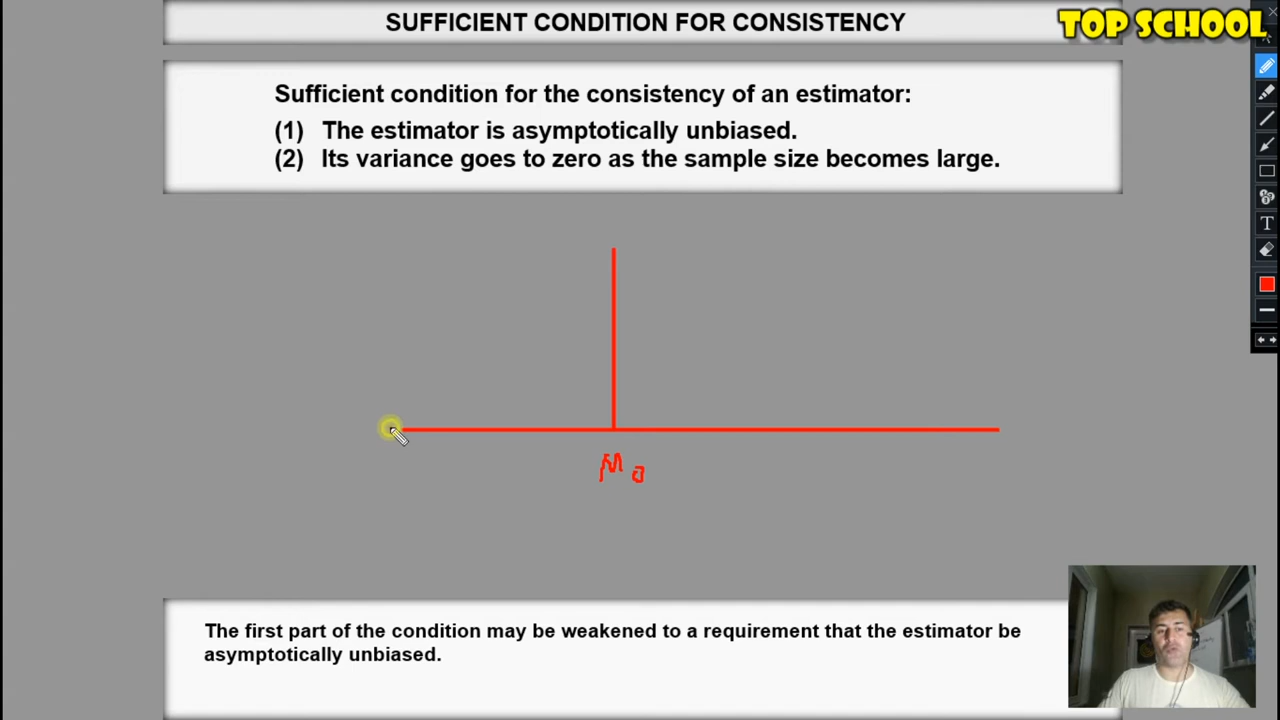 SUFFICIENT CONDITION FOR CONSISTENCY
TOP SCHOOL
Sufficient condition for the consistency of an estimator:
(1) The estimator is asymptotically unbiased.
(2) Its variance goes to zero as the sample size becomes large.
The first part of the condition may be weakened to a requirement that the estimator be
asymptotically unbiased.